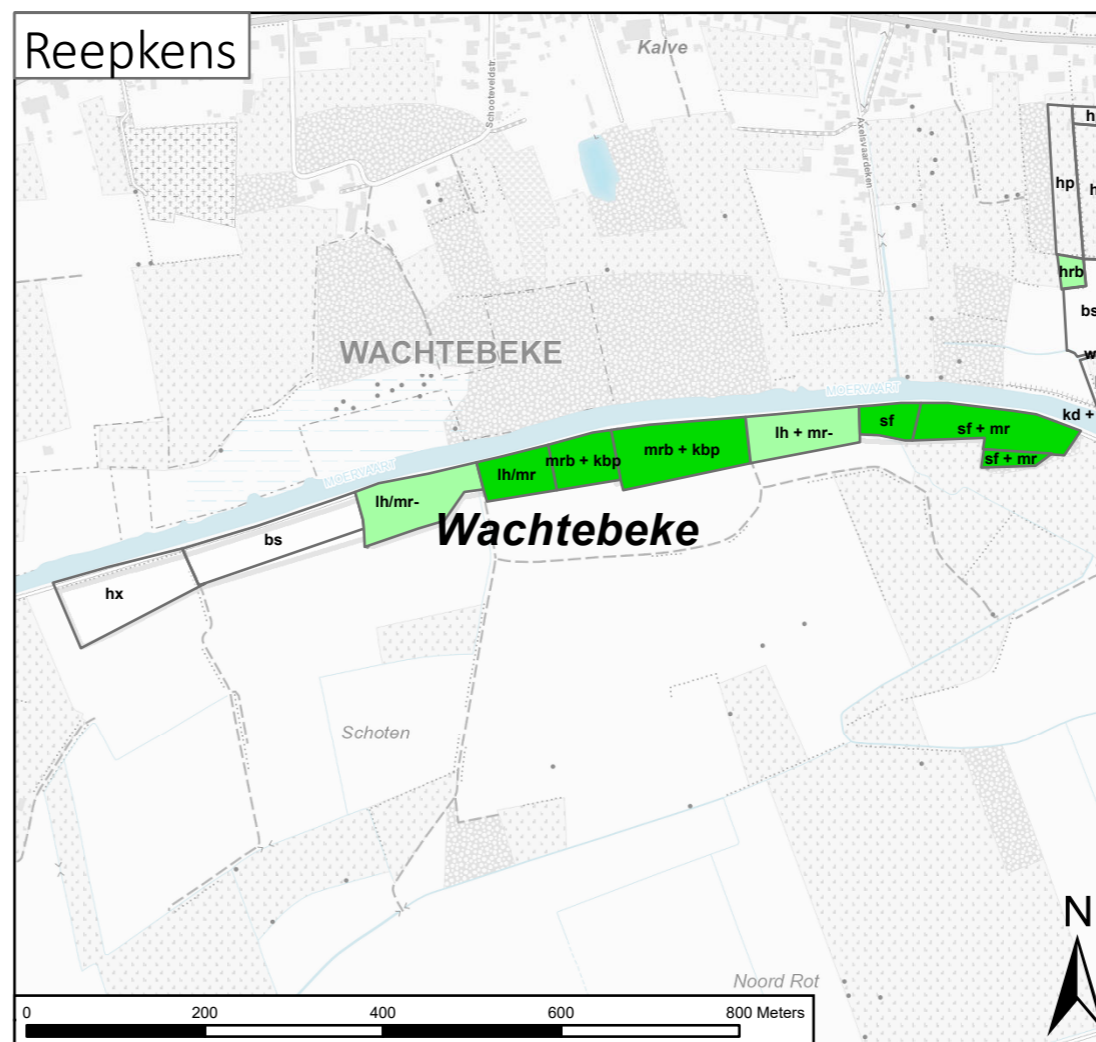 Reepkens
Kalve
Schooteveldstr.
Axelsvaardeken
h
hp
h
hrb
bs
w
WACHTEBEKE
MOERVAART
kd +
sf
sf + mr
sf + mr
lh + mr-
mrb + kbp
mrb + kbp
lh/mr
MOERVAART
lh/mr-
Wachtebeke
bs
hx
Schoten
Noord Rot
N
0 200 400 600 800 Meters